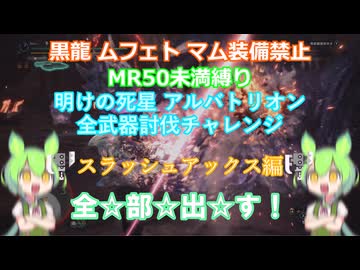 黒龍 ムフェト マム装備禁止
MR50未満縛り
明けの死星 アルバトリオン
全武器討伐チャレンジ
スラッシュアックス編
全☆部☆出☆す！